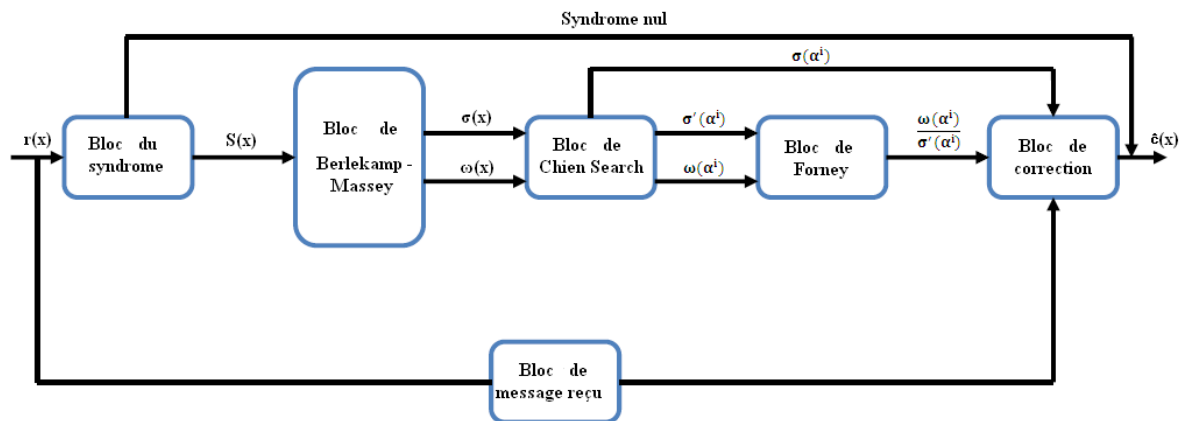 Syndrome nul
σ(αⁱ)
r(x)
Bloc du
syndrome
S(x)
Bloc de
Berlekamp -
Massey
σ(x)
ω(x)
Bloc de
Chien Search
σ′(αⁱ)
ω(αⁱ)
Bloc de
Forney
ω(αⁱ)
σ′(αⁱ)
Bloc de
correction
ĉ(x)
Bloc de
message reçu